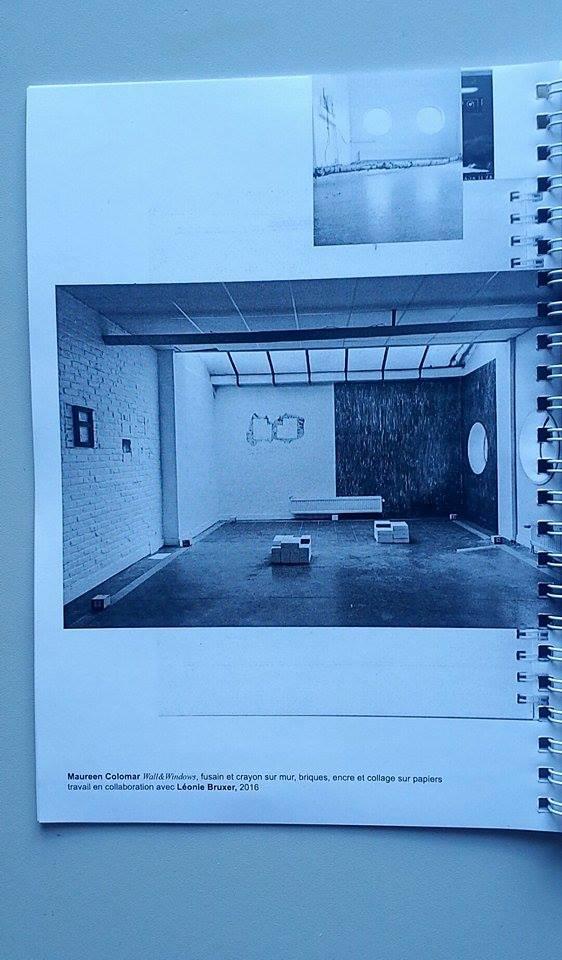 Maureen Colomar Wall&Windows, fusain et crayon sur mur, briques, encre et collage sur papiers
travail en collaboration avec Léonie Bruxer, 2016